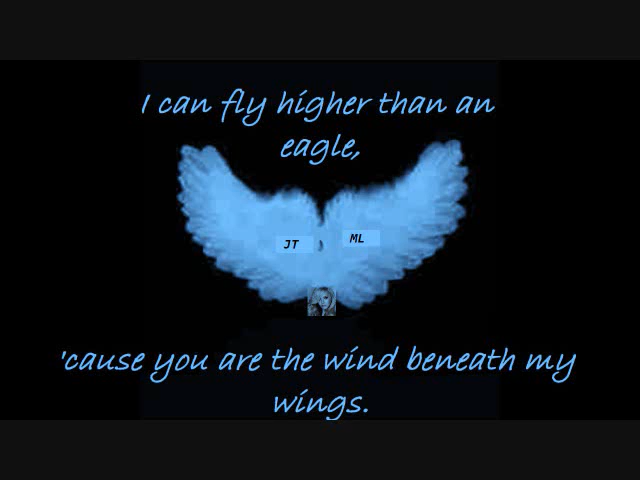 I can fly higher than an
eagle,
JT
ML
'cause you are the wind beneath my
wings.